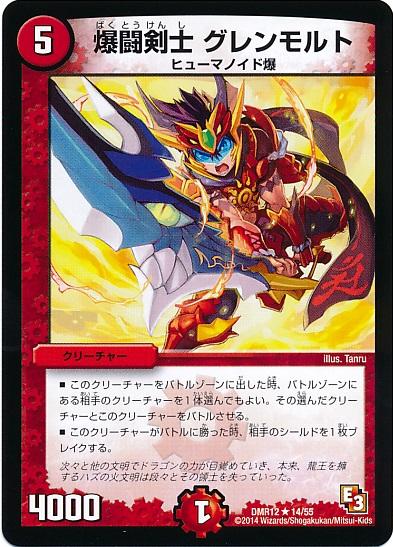 5
ばくとうけんし
爆闘剣士 グレンモルト
ヒューマノイド爆
クリーチャー
illus. Tanru
■ このクリーチャーをバトルゾーンに出した時、バトルゾーンに
ある相手のクリーチャーを1体選んでもよい。その選んだクリー
チャーとこのクリーチャーをバトルさせる。
■ このクリーチャーがバトルに勝った時、相手のシールドを1枚ブ
レイクする。
次々と他の文明でドラゴンの力が目覚めていき、本来、龍王を擁
するハズの火文明は段々とその領土を失っていった。
4000
1
DMR12 ★ 14/55
©2014 Wizards/Shogakukan/Mitsui-Kids
E3